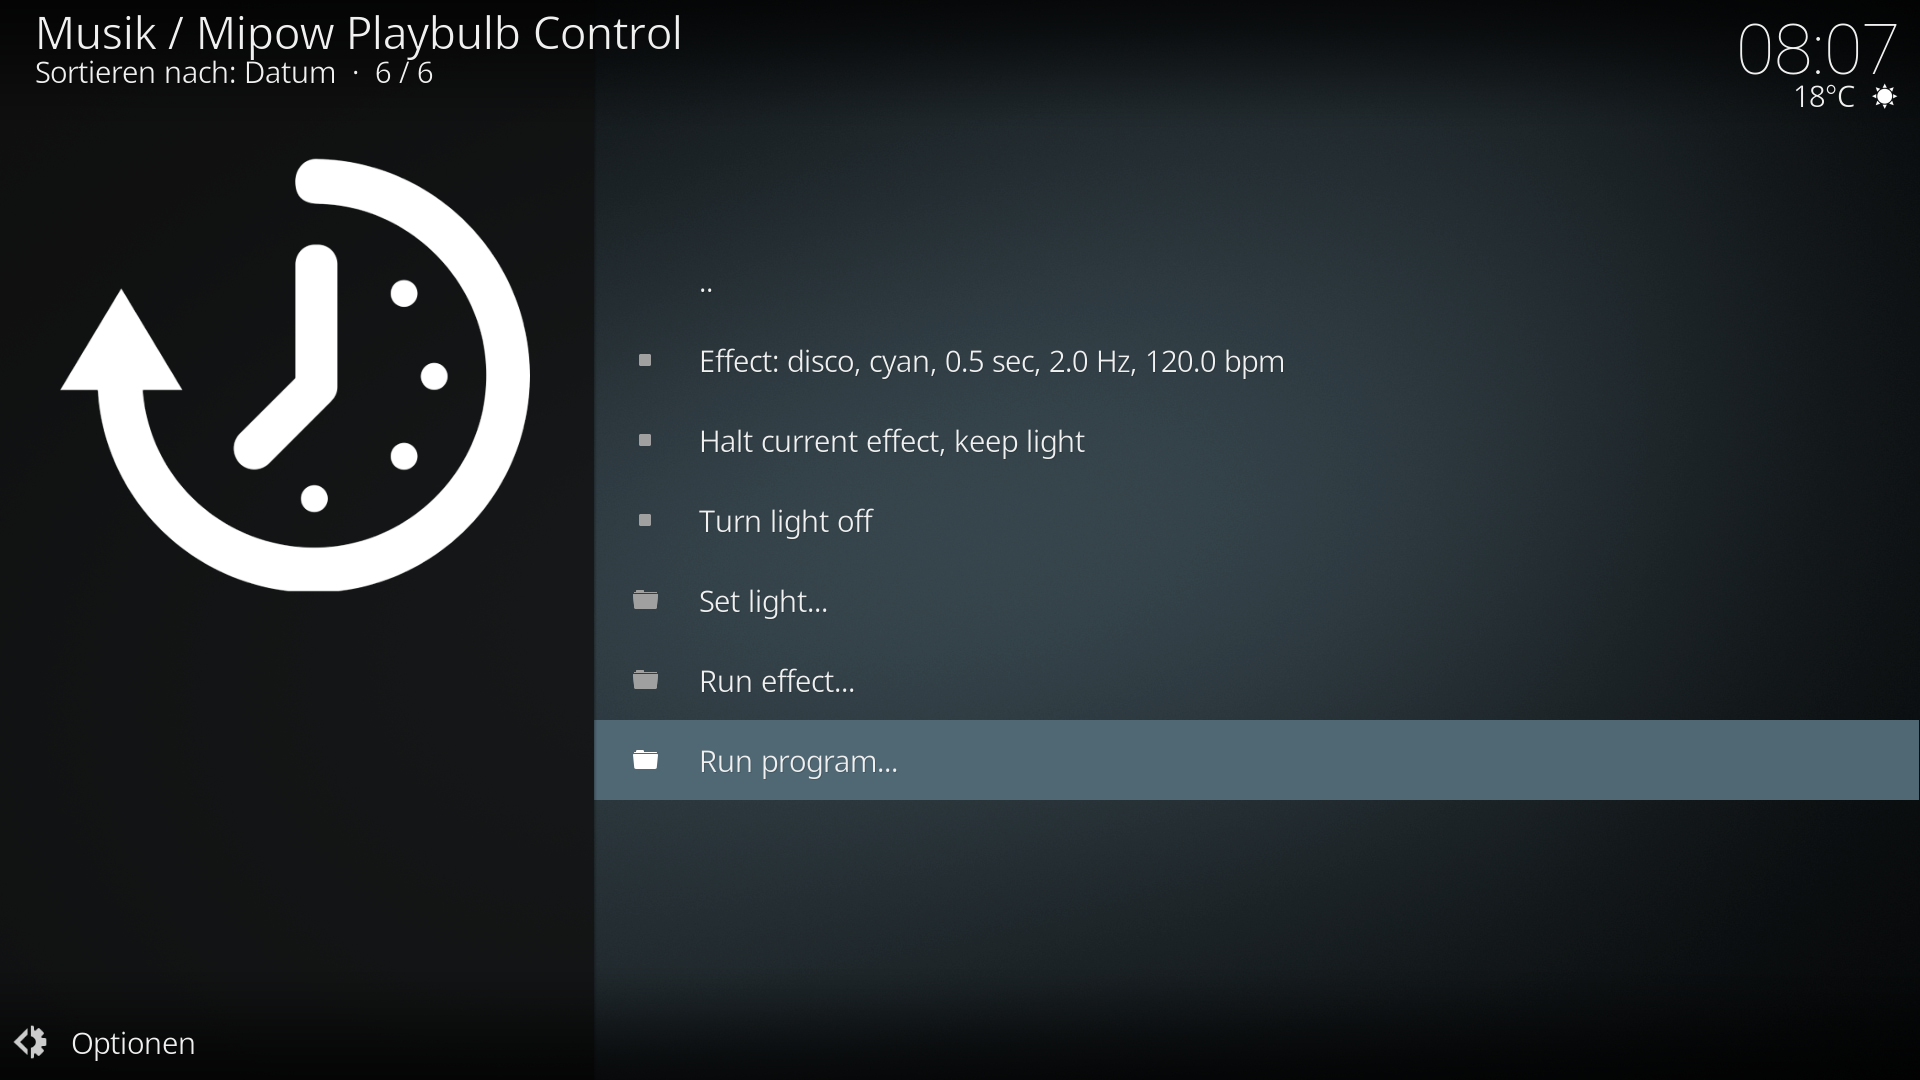 Musik / Mipow Playbulb Control
Sortieren nach: Datum · 6 / 6
08:07
18°C
..
Effect: disco, cyan, 0.5 sec, 2.0 Hz, 120.0 bpm
Halt current effect, keep light
Turn light off
Set light...
Run effect...
Run program...
Optionen